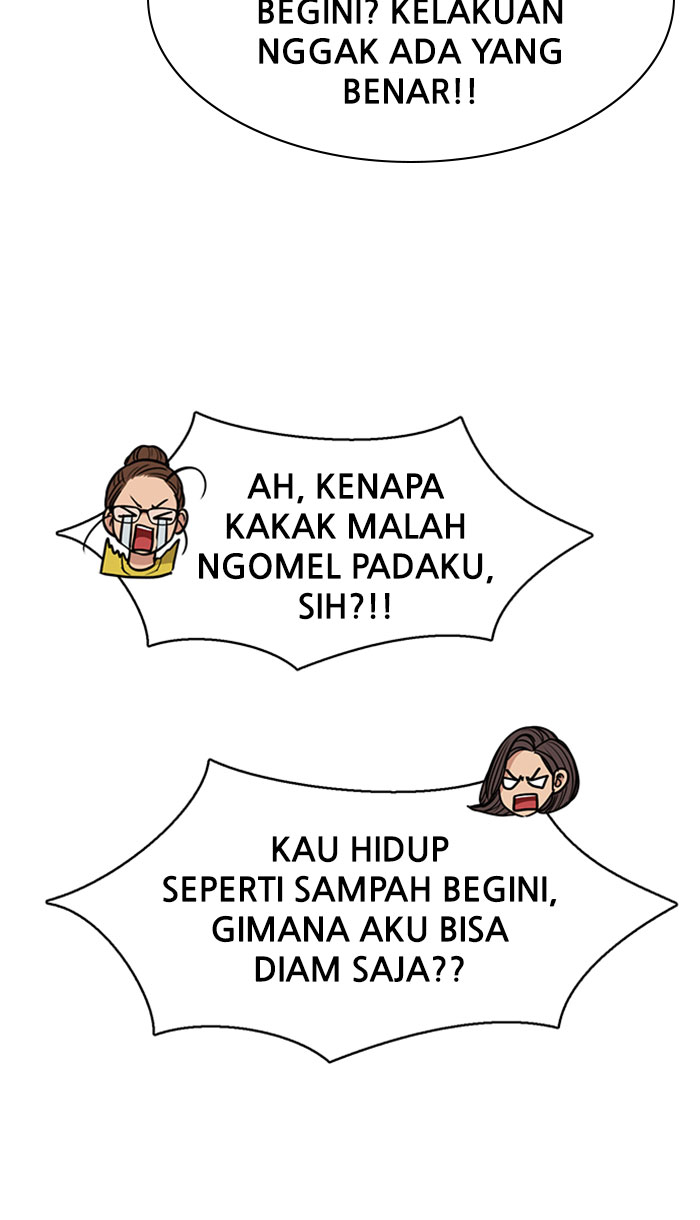 BEGINI? KELAKUAN
NGGAK ADA YANG
BENAR!!
AH, KENAPA
KAKAK MALAH
NGOMEL PADAKU,
SIH?!!
KAU HIDUP
SEPERTI SAMPAH BEGINI,
GIMANA AKU BISA
DIAM SAJA??